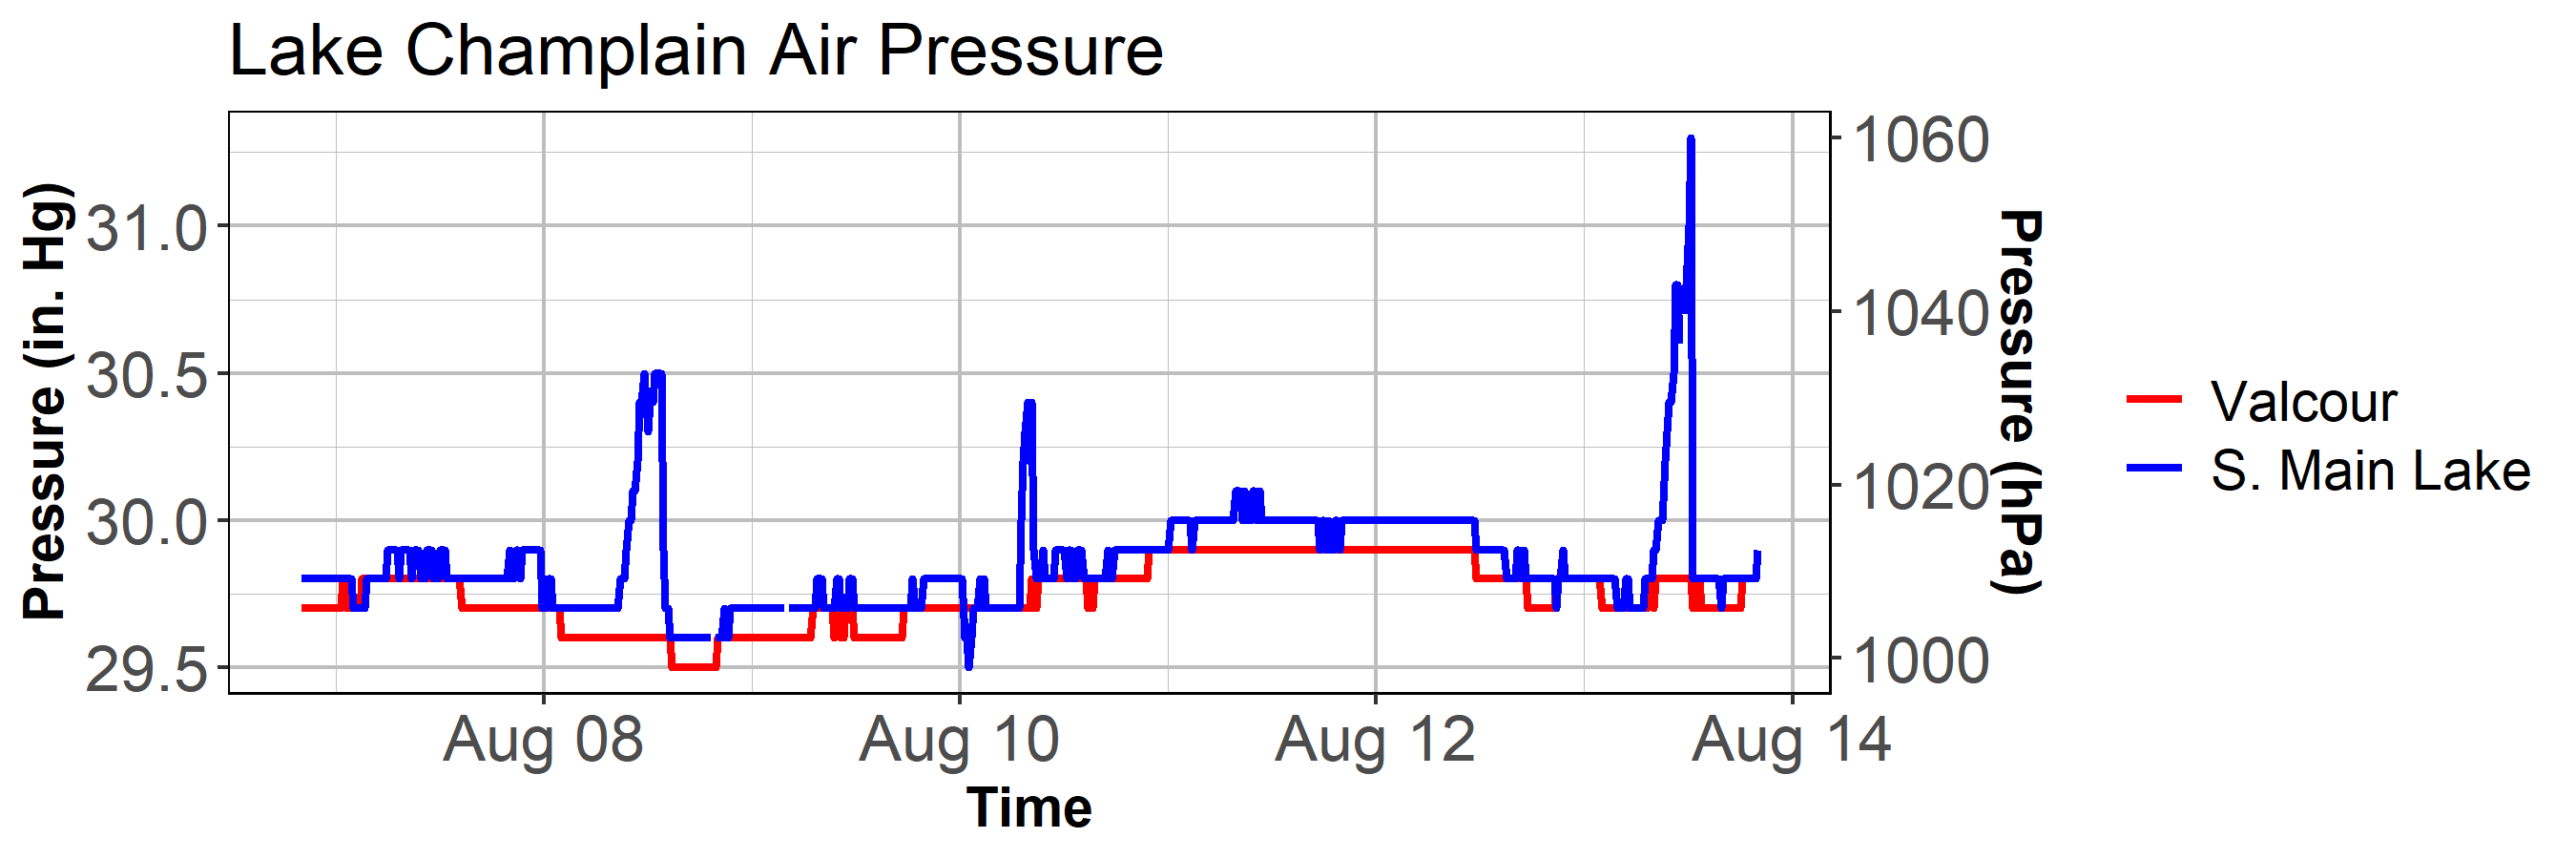 Lake Champlain Air Pressure
Pressure (in. Hg)
31.0
30.5
30.0
29.5
1060
1040
1020
1000
Pressure (hPa)
Aug 08
Aug 10
Aug 12
Aug 14
Time
Valcour
S. Main Lake